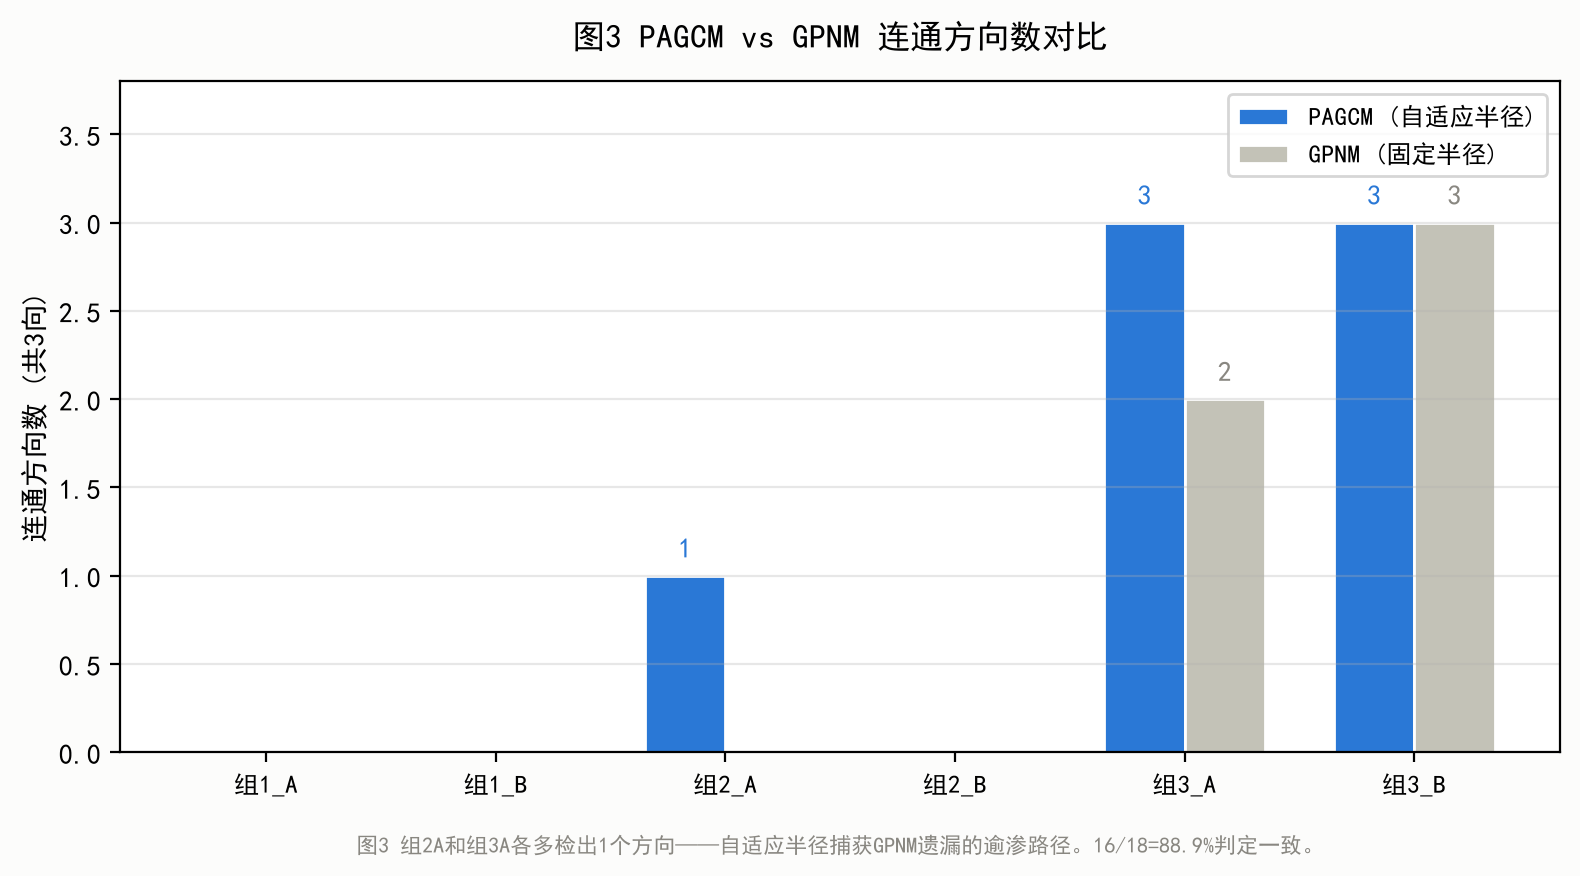 图3 PAGCM vs GPNM 连通方向数对比
PAGCM (自适应半径)
GPNM (固定半径)
连通方向数 (共3向)
3.5
3.0
2.5
2.0
1.5
1.0
0.5
0.0
1
3
2
3
3
组1_A
组1_B
组2_A
组2_B
组3_A
组3_B
图3 组2A和组3A各多检出1个方向——自适应半径捕获GPNM遗漏的逾渗路径。16/18=88.9%判定一致。